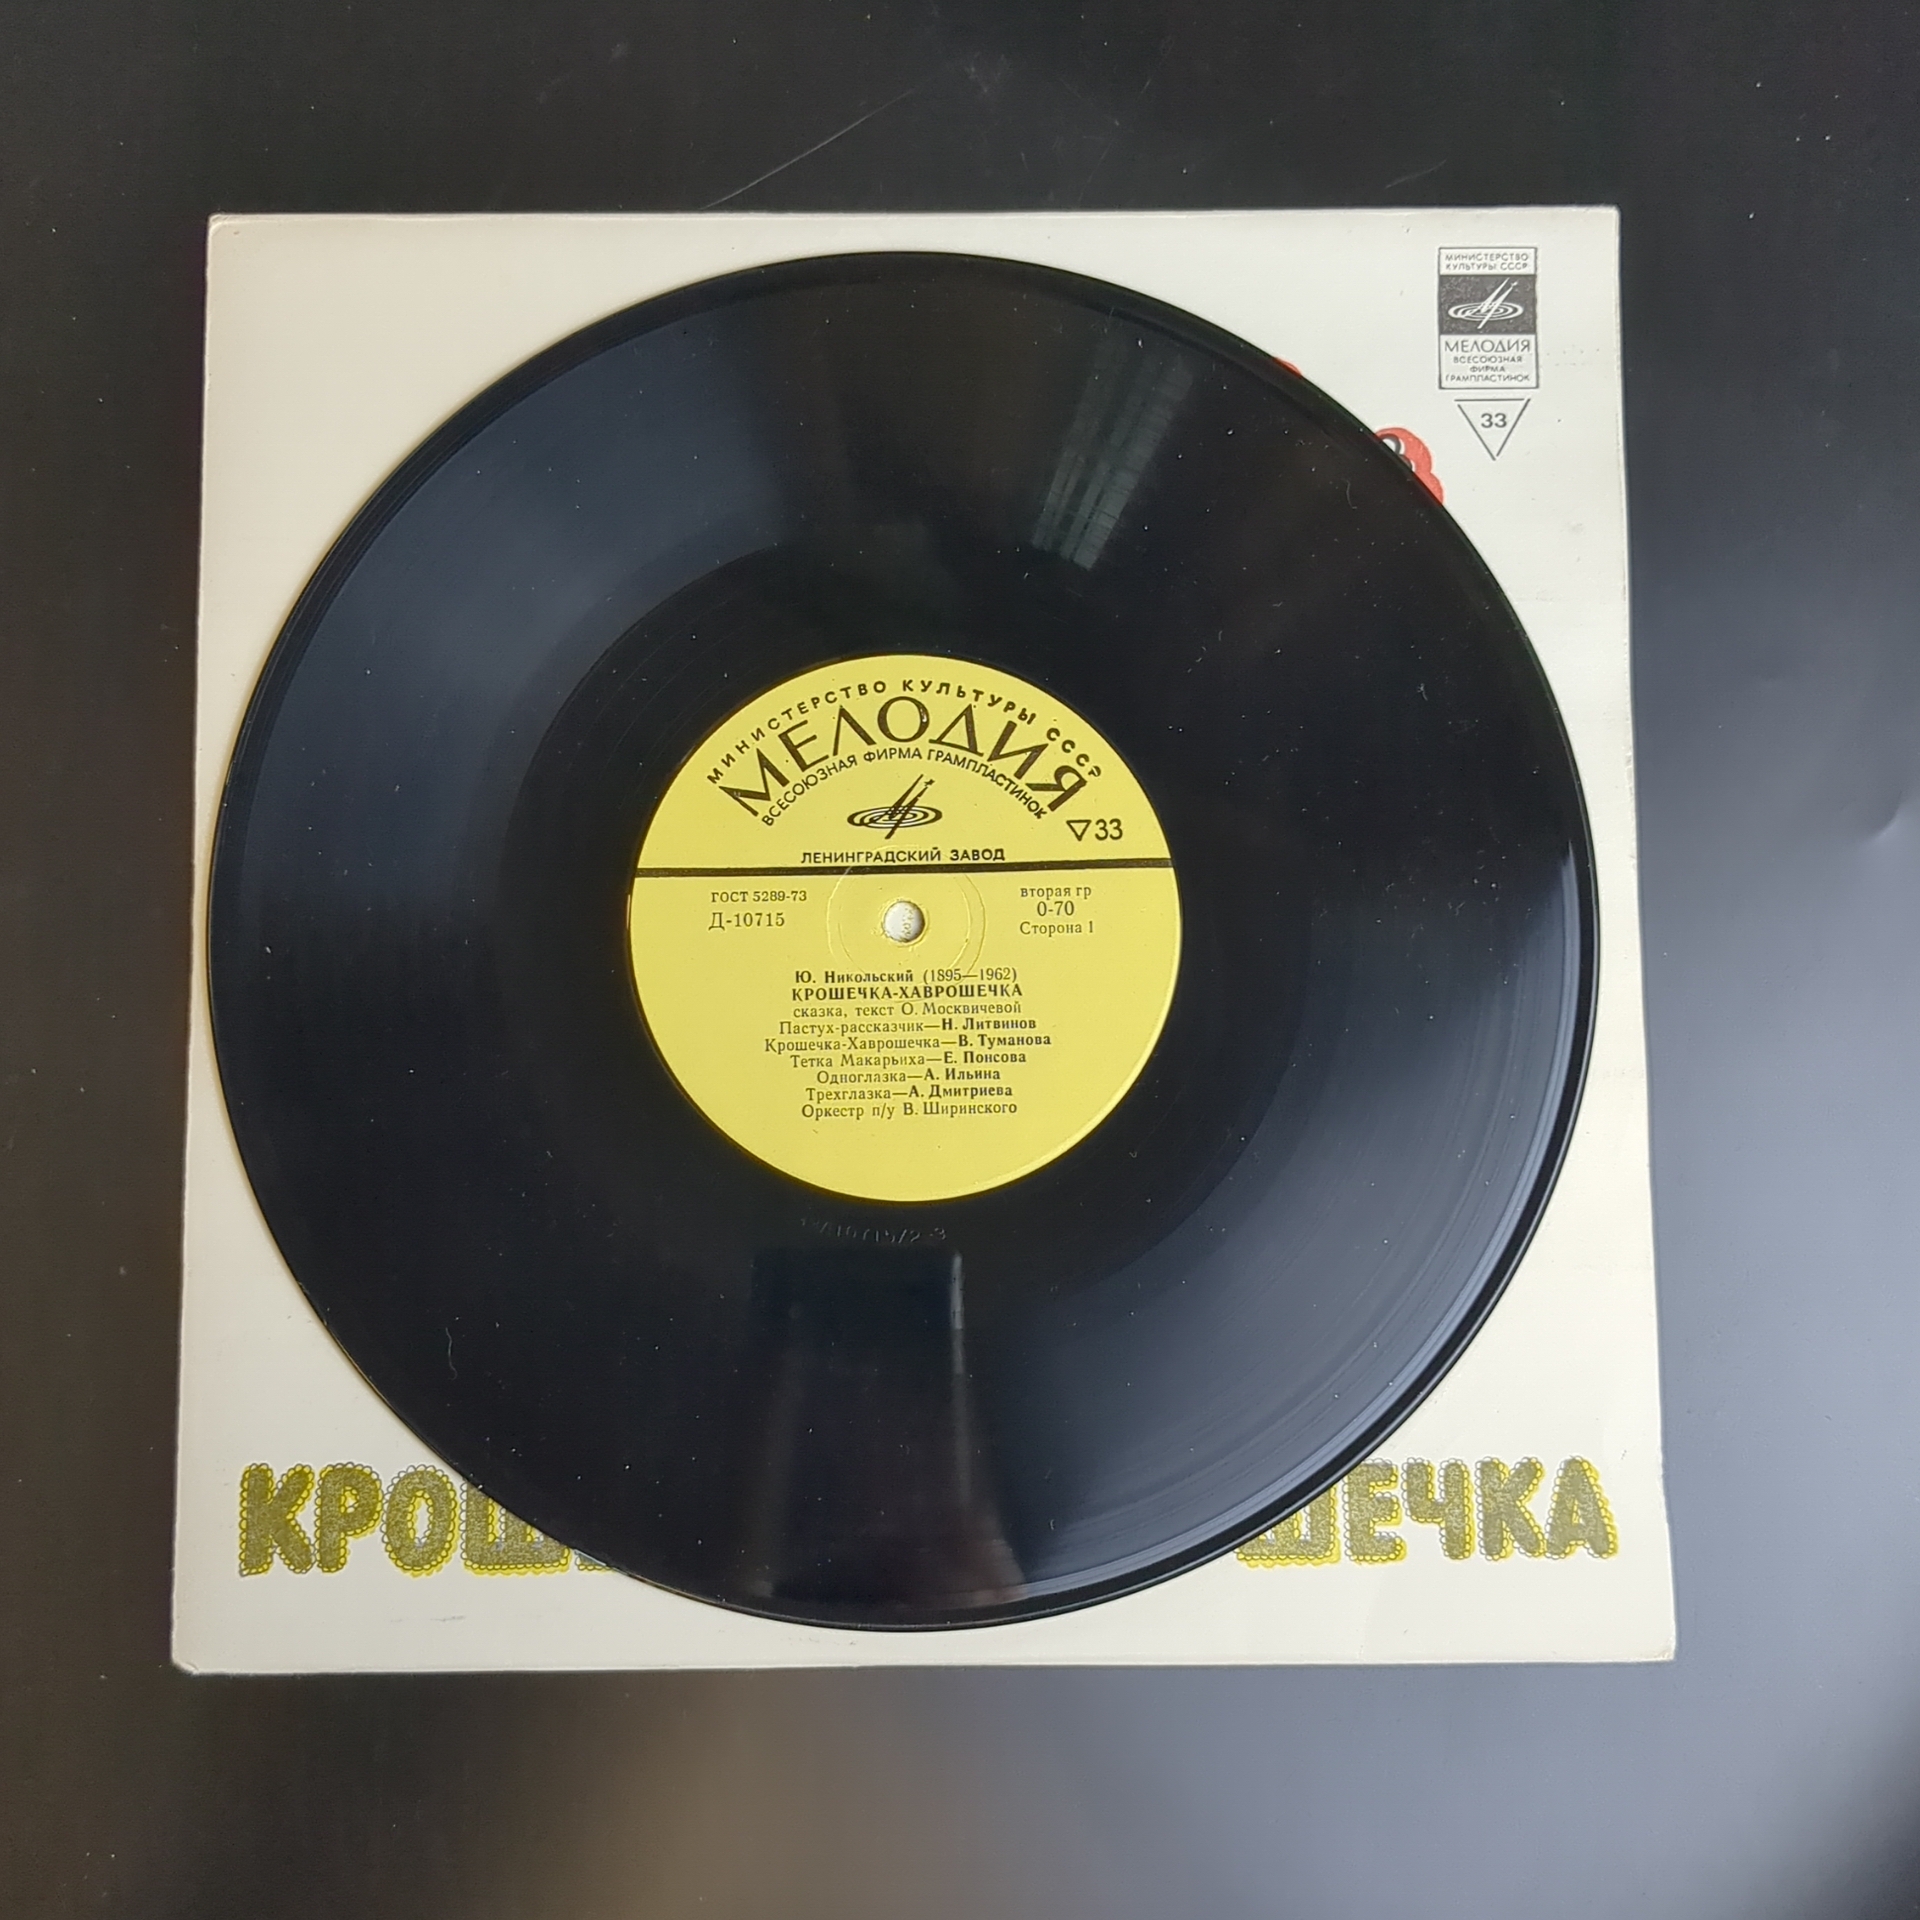 МИНИСТЕРСТВО
КУЛЬТУРЫ СССР
МЕЛОДИЯ
ВСЕСОЮЗНАЯ
ФИРМА
ГРАМПЛАСТИНОК
33
МИНИСТЕРСТВО КУЛЬТУРЫ СССР
МЕЛОДИЯ
ВСЕСОЮЗНАЯ ФИРМА ГРАМПЛАСТИНОК
▽33
ЛЕНИНГРАДСКИЙ ЗАВОД
ГОСТ 5289-73
Д-10715
вторая гр
0-70
Сторона 1
Ю. Никольский (1895—1962)
КРОШЕЧКА-ХАВРОШЕЧКА
сказка, текст О. Москвичевой
Пастух-рассказчик—Н. Литвинов
Крошечка-Хаврошечка—В. Туманова
Тетка Макарьиха—Е. Понсова
Одноглазка—А. Ильина
Трехглазка—А. Дмитриева
Оркестр п/у В. Ширинского
КРОШ ШЕЧКА